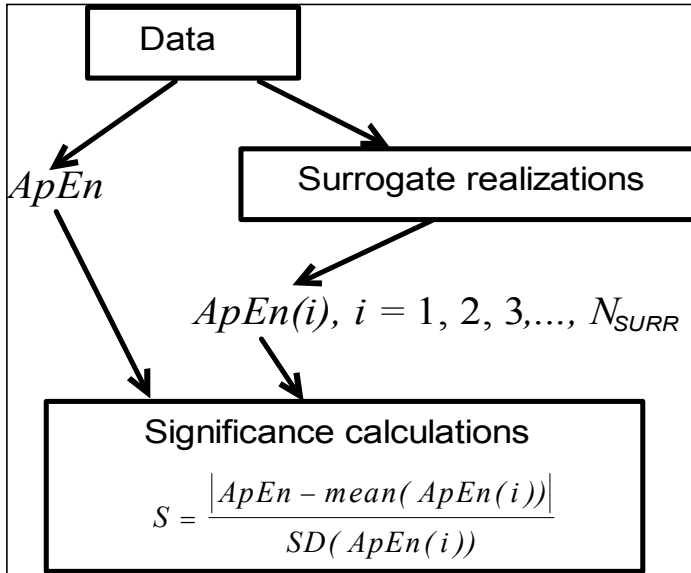 Data
ApEn
Surrogate realizations
ApEn(i), i = 1, 2, 3,..., N_SURR
Significance calculations
S = |ApEn – mean( ApEn(i))| / SD( ApEn(i))